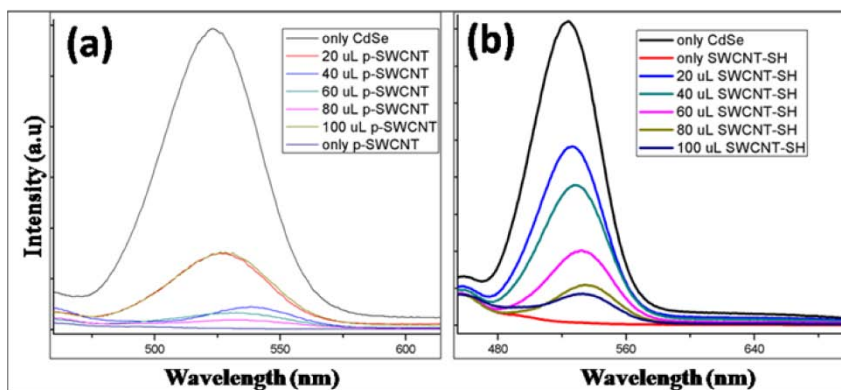 (a)
only CdSe
20 uL p-SWCNT
40 uL p-SWCNT
60 uL p-SWCNT
80 uL p-SWCNT
100 uL p-SWCNT
only p-SWCNT
Intensity (a.u)
500
550
600
Wavelength (nm)
(b)
only CdSe
only SWCNT-SH
20 uL SWCNT-SH
40 uL SWCNT-SH
60 uL SWCNT-SH
80 uL SWCNT-SH
100 uL SWCNT-SH
480
560
640
Wavelength (nm)